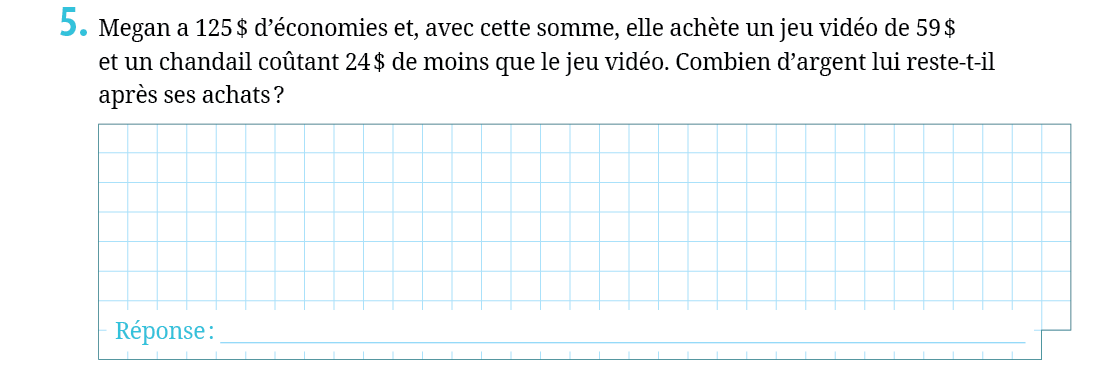 5. Megan a 125 $ d’économies et, avec cette somme, elle achète un jeu vidéo de 59 $
et un chandail coûtant 24 $ de moins que le jeu vidéo. Combien d’argent lui reste-t-il
après ses achats ?
Réponse :